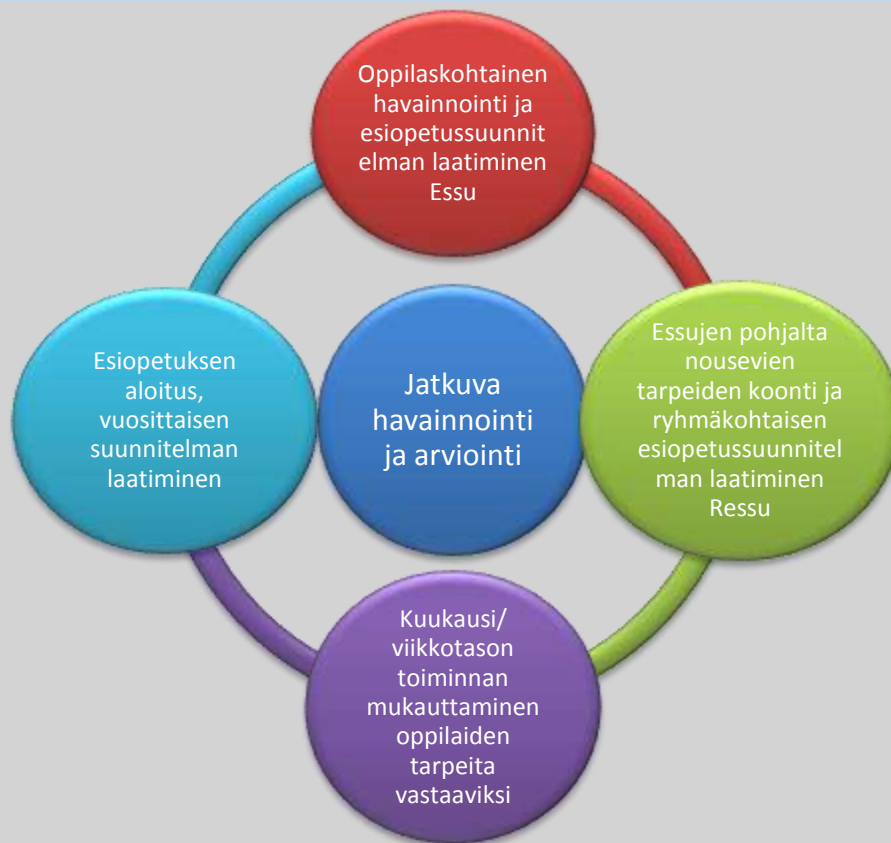 Oppilaskohtainen
havainnointi ja
esiopetussuunnit
elman laatiminen
Essu
Esiopetuksen
aloitus,
vuosittaisen
suunnitelman
laatiminen
Jatkuva
havainnointi
ja arviointi
Essujen pohjalta
nousevien
tarpeiden koonti ja
ryhmäkohtaisen
esiopetussuunnitel
man laatiminen
Ressu
Kuukausi/
viikkotason
toiminnan
mukauttaminen
oppilaiden
tarpeita
vastaaviksi